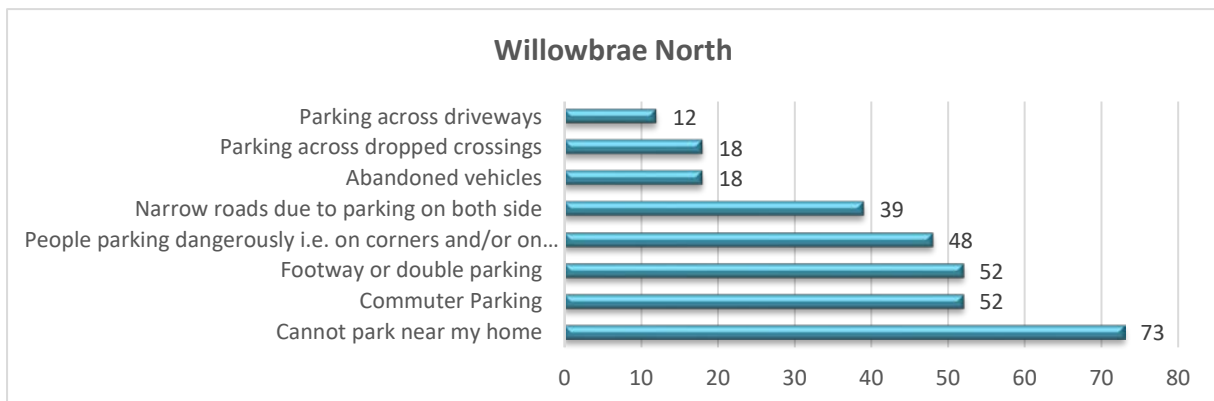 Willowbrae North
Parking across driveways 12
Parking across dropped crossings 18
Abandoned vehicles 18
Narrow roads due to parking on both side 39
People parking dangerously i.e. on corners and/or on... 48
Footway or double parking 52
Commuter Parking 52
Cannot park near my home 73
0 10 20 30 40 50 60 70 80